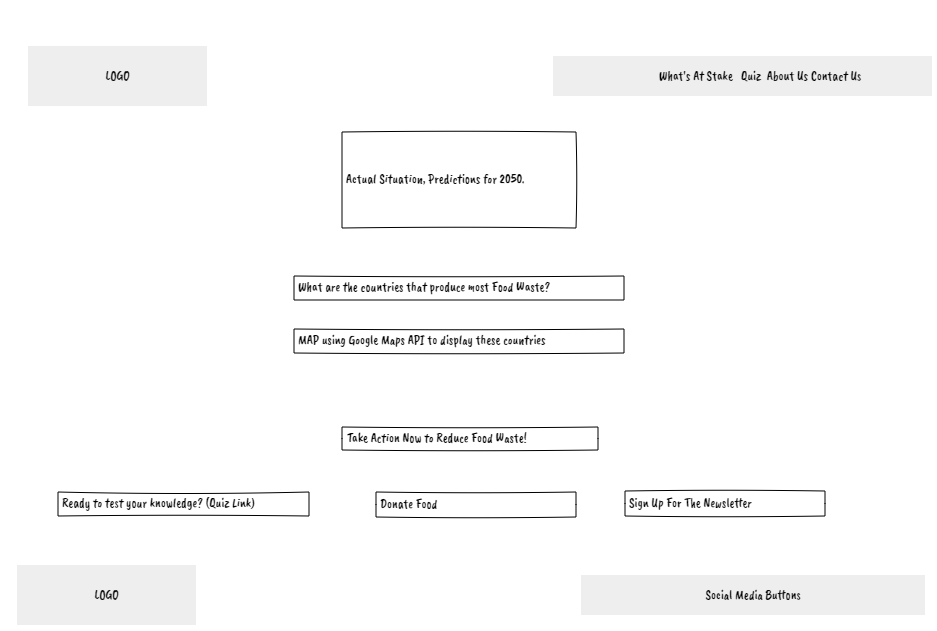 LOGO
What's At Stake Quiz About Us Contact Us
Actual Situation, Predictions for 2050.
What are the countries that produce most Food Waste?
MAP using Google Maps API to display these countries
Take Action Now to Reduce Food Waste!
Ready to test your knowledge? (Quiz Link)
Donate Food
Sign Up For The Newsletter
LOGO
Social Media Buttons